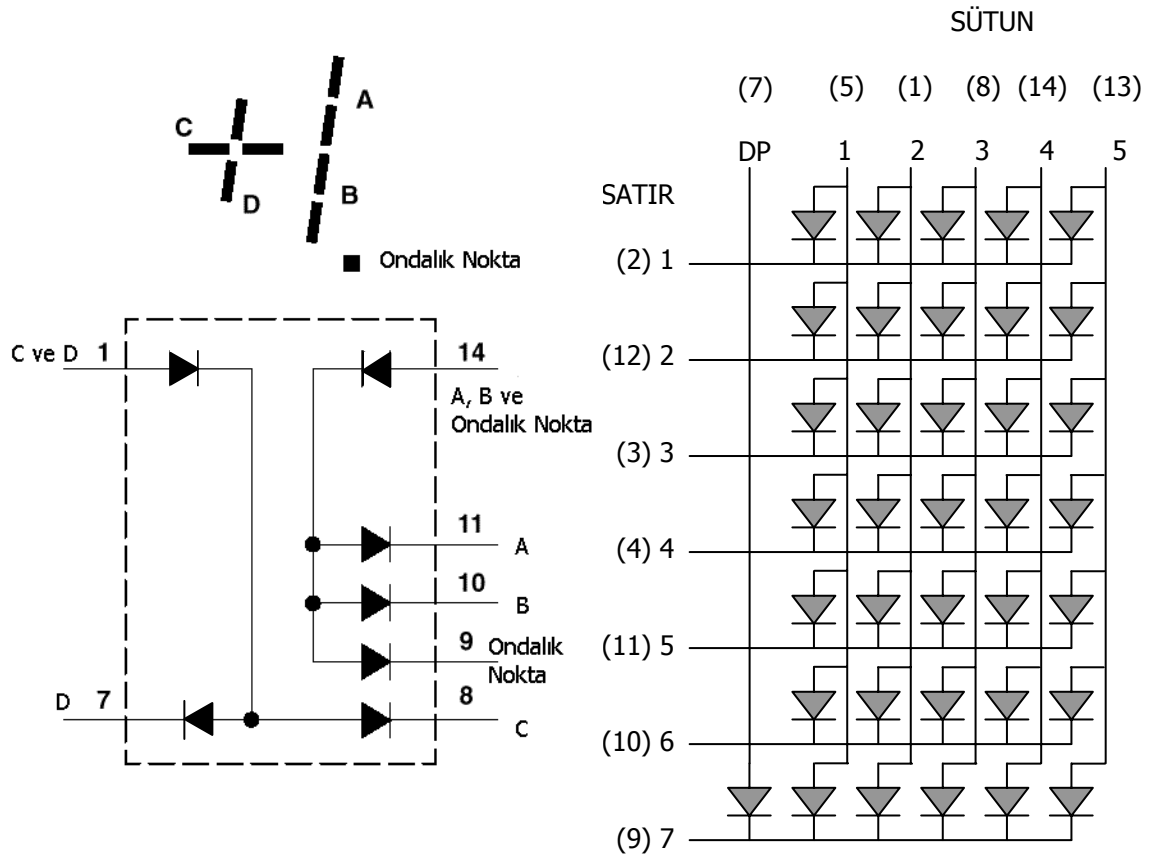 A
C
D
B
Ondalık Nokta
C ve D 1
14
A, B ve
Ondalık Nokta
11
A
10
B
9 Ondalık
Nokta
8
D 7
C
SÜTUN
(7) (5) (1) (8) (14) (13)
DP 1 2 3 4 5
SATIR
(2) 1
(12) 2
(3) 3
(4) 4
(11) 5
(10) 6
(9) 7